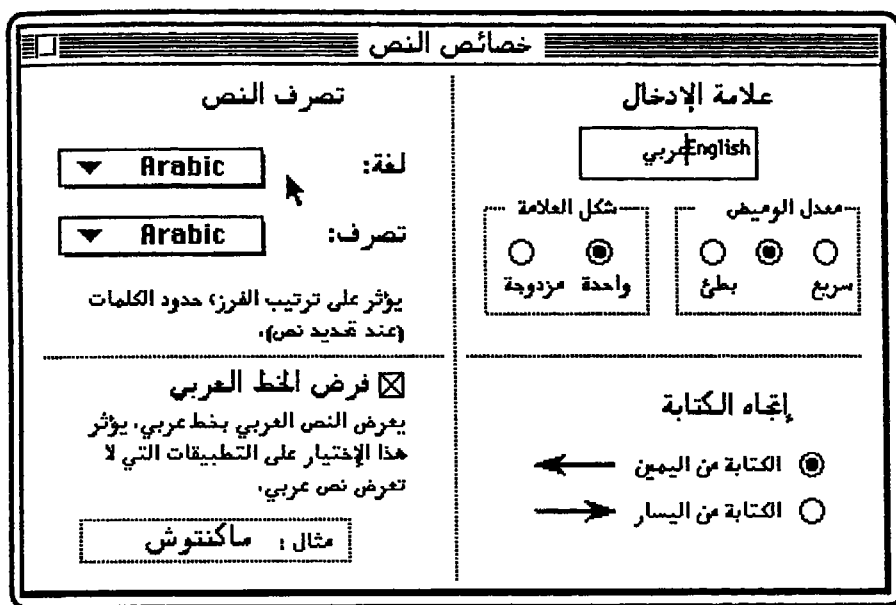 خصائص النص
علامة الإدخال
عربيEnglish
معدل الوميض
سريع
بطئ
شكل العلامة
واحدة
مزدوجة
إتجاه الكتابة
الكتابة من اليمين
الكتابة من اليسار
تصرف النص
لغة:
Arabic
تصرف:
Arabic
يؤثر على ترتيب الفرز، حدود الكلمات
(عند تحديد نص).
فرض الخط العربي
يعرض النص العربي بخط عربي. يؤثر
هذا الإختيار على التطبيقات التي لا
تعرض نص عربي.
مثال: ماكنتوش